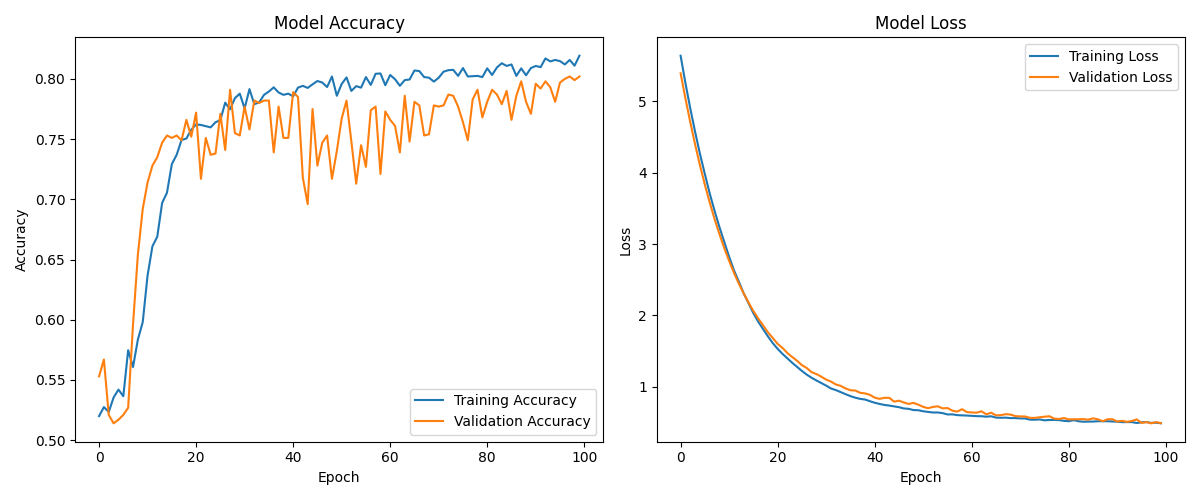 Model Accuracy
Accuracy
0.80
0.75
0.70
0.65
0.60
0.55
0.50
0 20 40 60 80 100
Epoch
Training Accuracy
Validation Accuracy
Model Loss
Loss
5
4
3
2
1
0 20 40 60 80 100
Epoch
Training Loss
Validation Loss